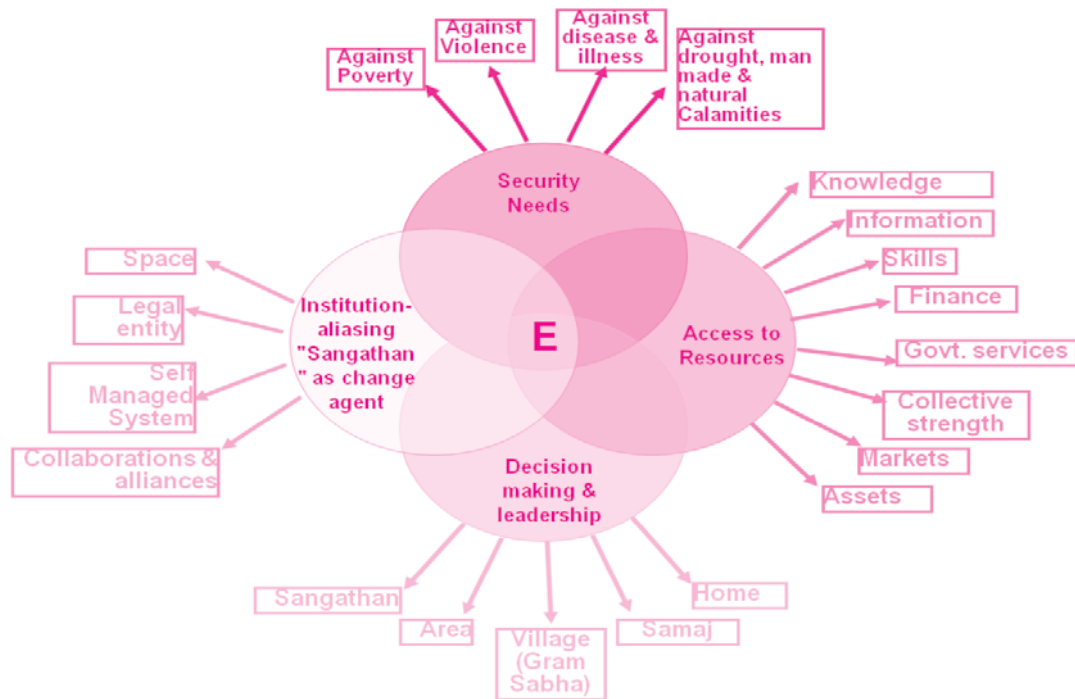 Against
Poverty
Against
Violence
Against
disease &
illness
Against
drought, man
made &
natural
Calamities
Security
Needs
Knowledge
Information
Skills
Finance
Govt. services
Collective
strength
Markets
Assets
Access to
Resources
Space
Legal
entity
Self
Managed
System
Collaborations &
alliances
Institution-
aliasing
"Sangathan
" as change
agent
E
Decision
making &
leadership
Sangathan
Area
Village
(Gram
Sabha)
Samaj
Home